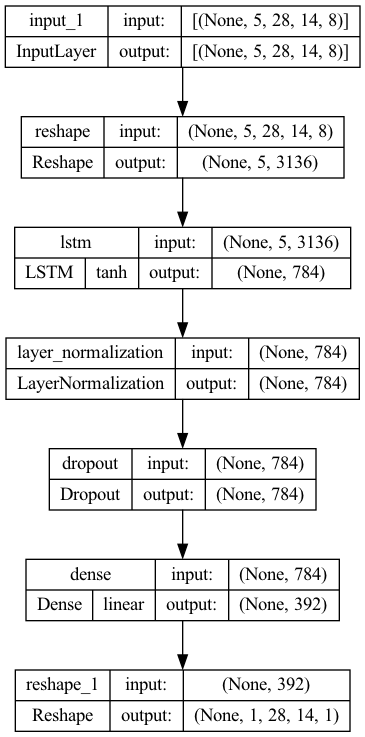 input_1 input: [(None, 5, 28, 14, 8)]
InputLayer output: [(None, 5, 28, 14, 8)]
reshape input: (None, 5, 28, 14, 8)
Reshape output: (None, 5, 3136)
lstm input: (None, 5, 3136)
LSTM tanh output: (None, 784)
layer_normalization input: (None, 784)
LayerNormalization output: (None, 784)
dropout input: (None, 784)
Dropout output: (None, 784)
dense input: (None, 784)
Dense linear output: (None, 392)
reshape_1 input: (None, 392)
Reshape output: (None, 1, 28, 14, 1)